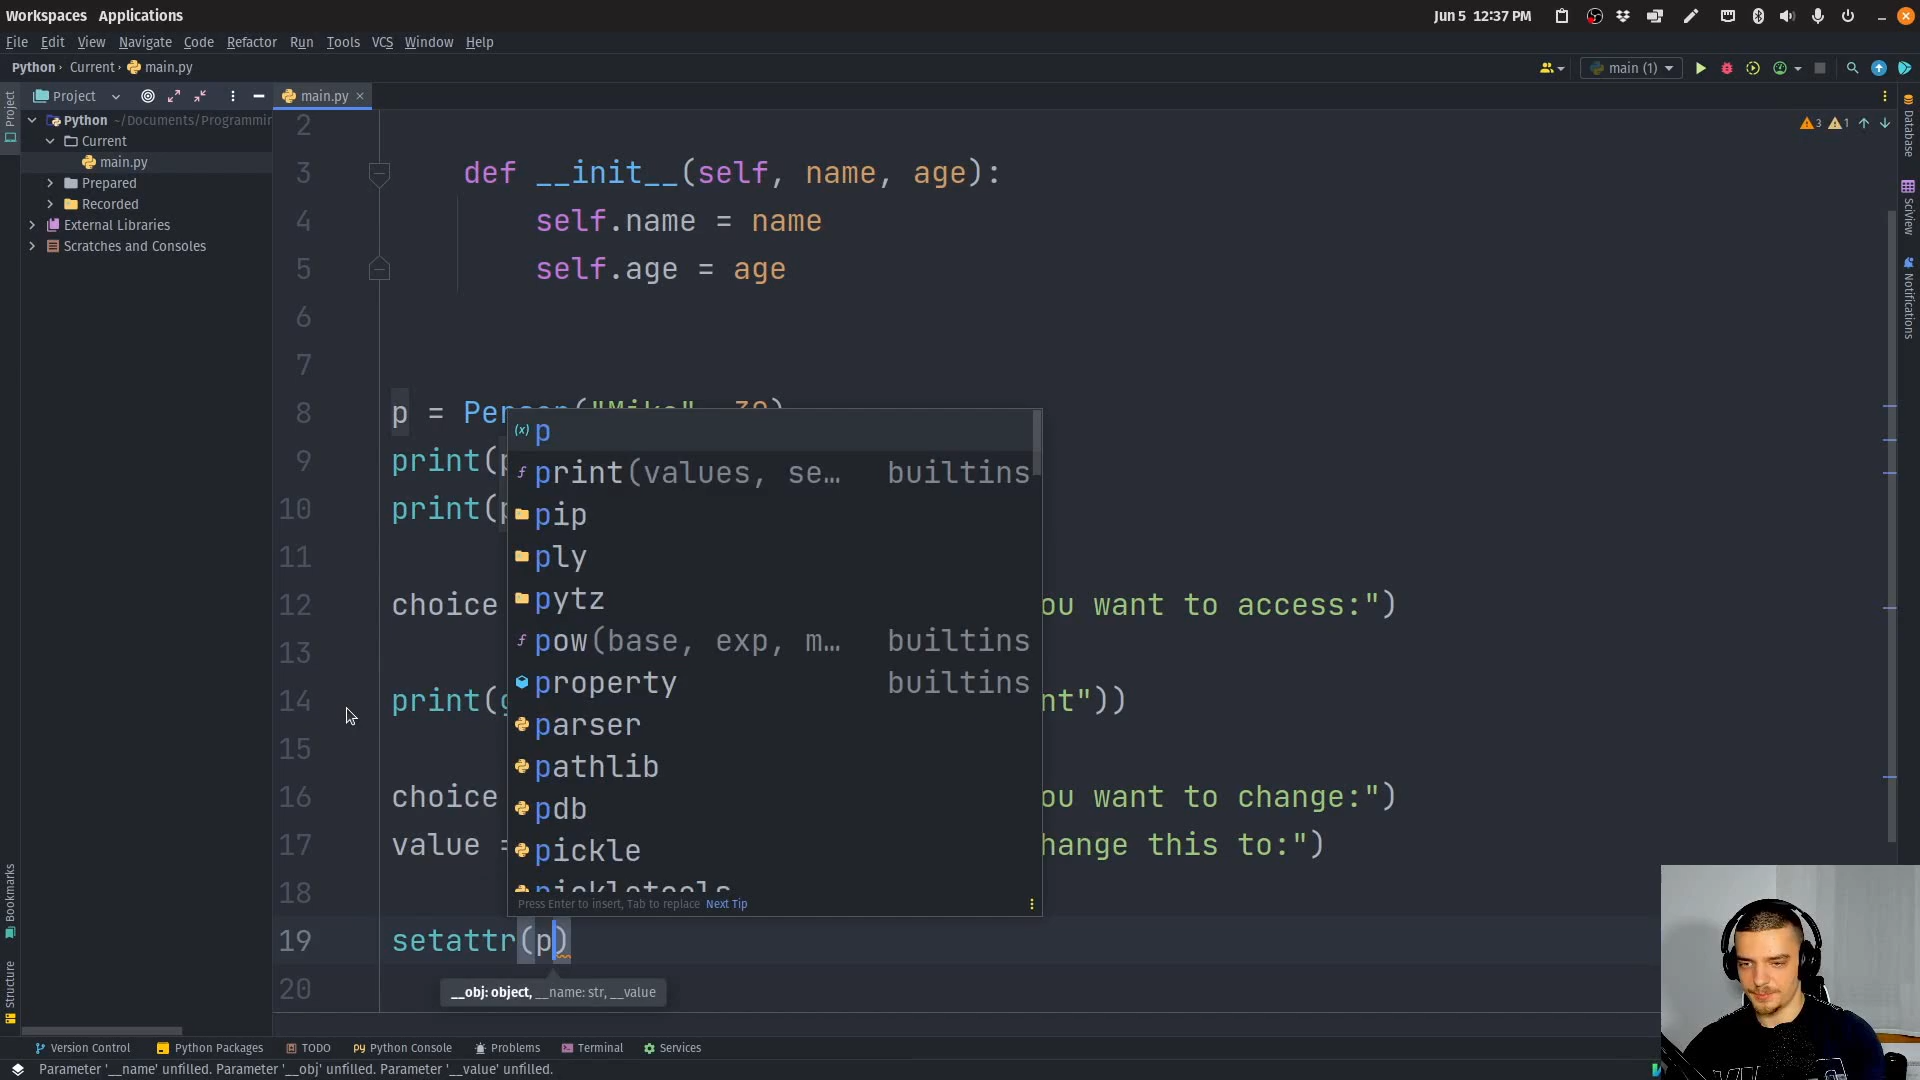 Workspaces Applications
Jun 5 12:37 PM
File Edit View Navigate Code Refactor Run Tools VCS Window Help
Python Current main.py
main (1)
Project
main.py
Python ~/Documents/Programmir
Current
main.py
Prepared
Recorded
External Libraries
Scratches and Consoles
Project
Bookmarks
Structure
Database
SciView
Notifications
3 1
2
3 def __init__(self, name, age):
4 self.name = name
5 self.age = age
6
7
8 p = Person("Mike", 30)
9 print(p
10 print(p
11
12 choice ou want to access:")
13
14 print(g nt"))
15
16 choice ou want to change:")
17 value = hange this to:")
18
19 setattr(p)
20
p
print(values, se… builtins
pip
ply
pytz
pow(base, exp, m… builtins
property builtins
parser
pathlib
pdb
pickle
pickletools
Press Enter to insert, Tab to replace Next Tip
__obj: object, __name: str, __value
Version Control Python Packages TODO Python Console Problems Terminal Services
Parameter '__name' unfilled. Parameter '__obj' unfilled. Parameter '__value' unfilled.